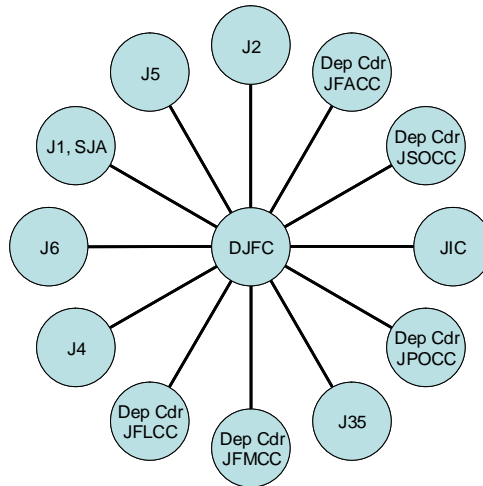 J2
Dep Cdr
JFACC
J5
Dep Cdr
JSOCC
J1, SJA
J6
DJFC
JIC
J4
Dep Cdr
JPOCC
Dep Cdr
JFLCC
J35
Dep Cdr
JFMCC